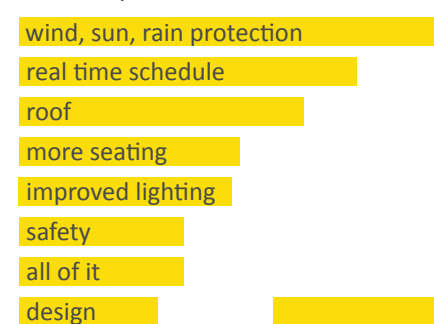 wind, sun, rain protection
real time schedule
roof
more seating
improved lighting
safety
all of it
design